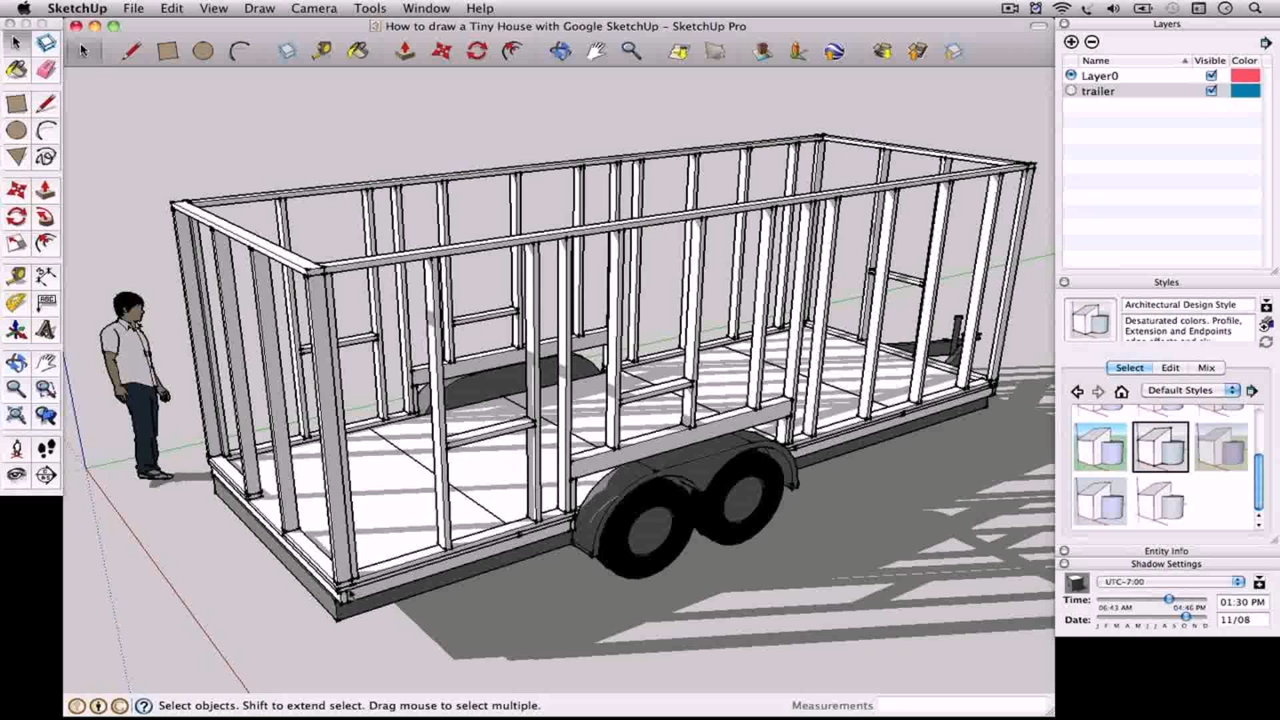 SketchUp File Edit View Draw Camera Tools Window Help
How to draw a Tiny House with Google SketchUp – SketchUp Pro
Layers
Name Visible Color
Layer0
trailer
Styles
Architectural Design Style
Desaturated colors. Profile,
Extension and Endpoints
Select Edit Mix
Default Styles
Entity Info
Shadow Settings
UTC-7:00
Time: 06:43 AM 04:46 PM 01:30 PM
Date: J F M A M J J A S O N D 11/08
Select objects. Shift to extend select. Drag mouse to select multiple.
Measurements